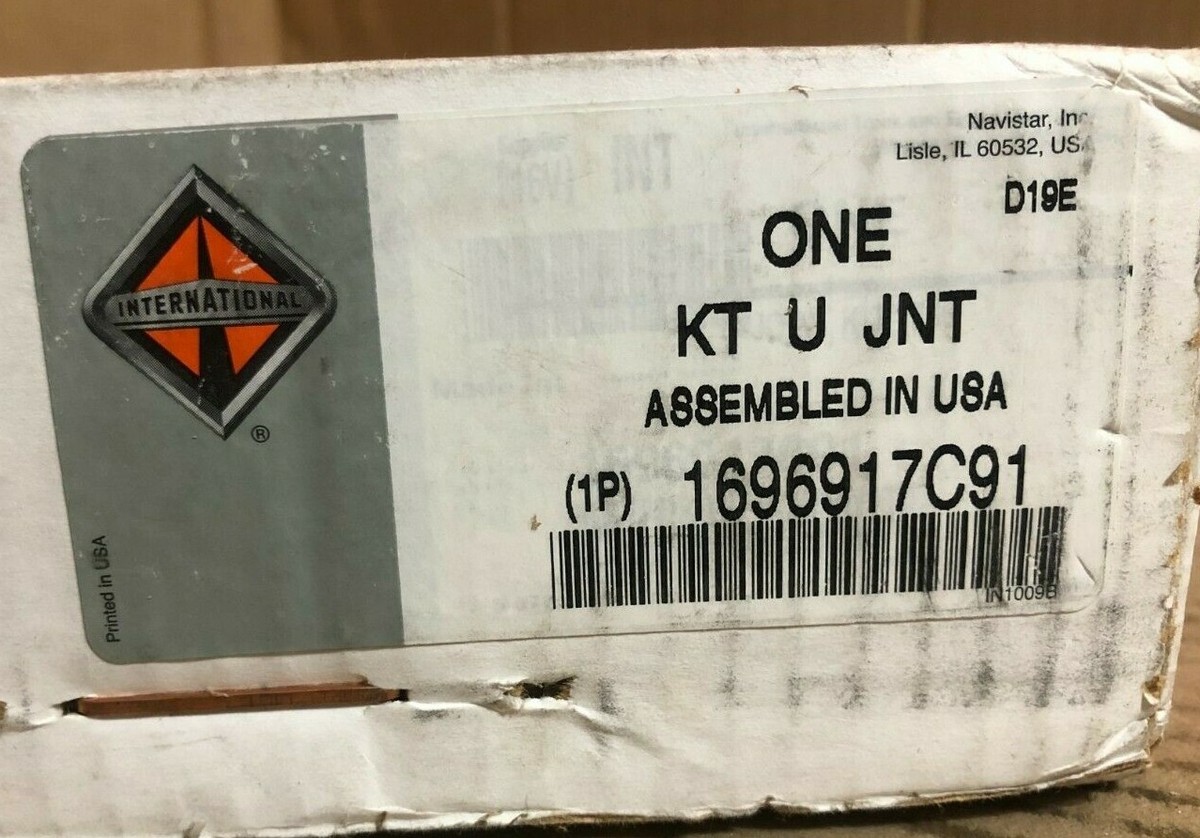 Navistar, Inc
Lisle, IL 60532, USA
D19E
ONE
KT U JNT
ASSEMBLED IN USA
(1P) 1696917C91
IN1009B
INTERNATIONAL
®
Printed in USA